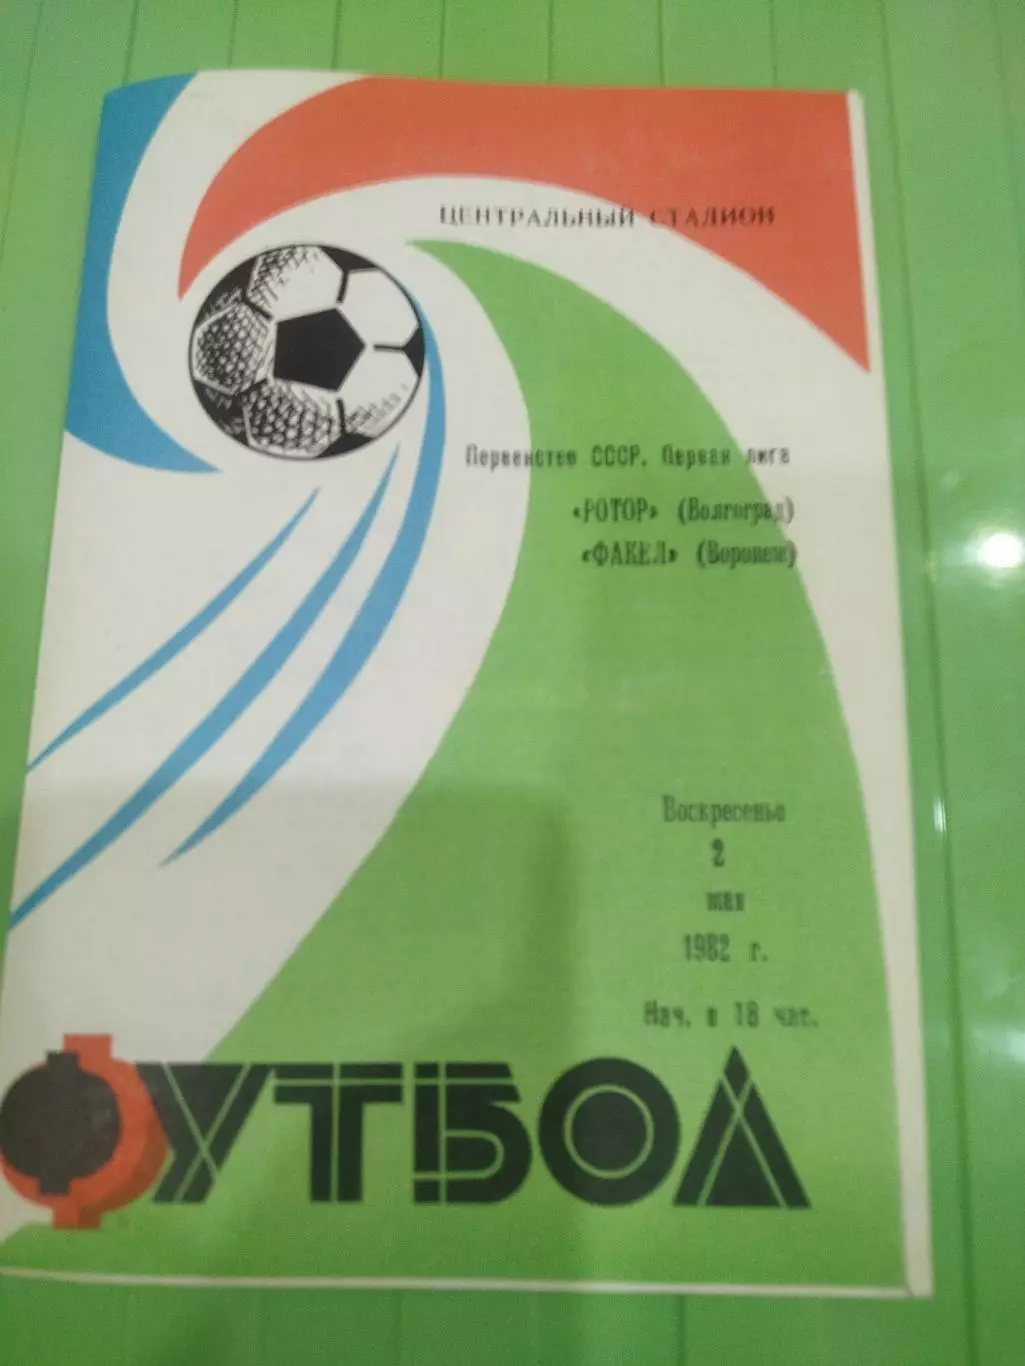 ЦЕНТРАЛЬНЫЙ СТАДИОН
Первенство СССР. Первая лига
«РОТОР» (Волгоград)
«ФАКЕЛ» (Воронеж)
Воскресенье
2
мая
1982 г.
Нач. в 18 час.
ФУТБОЛ